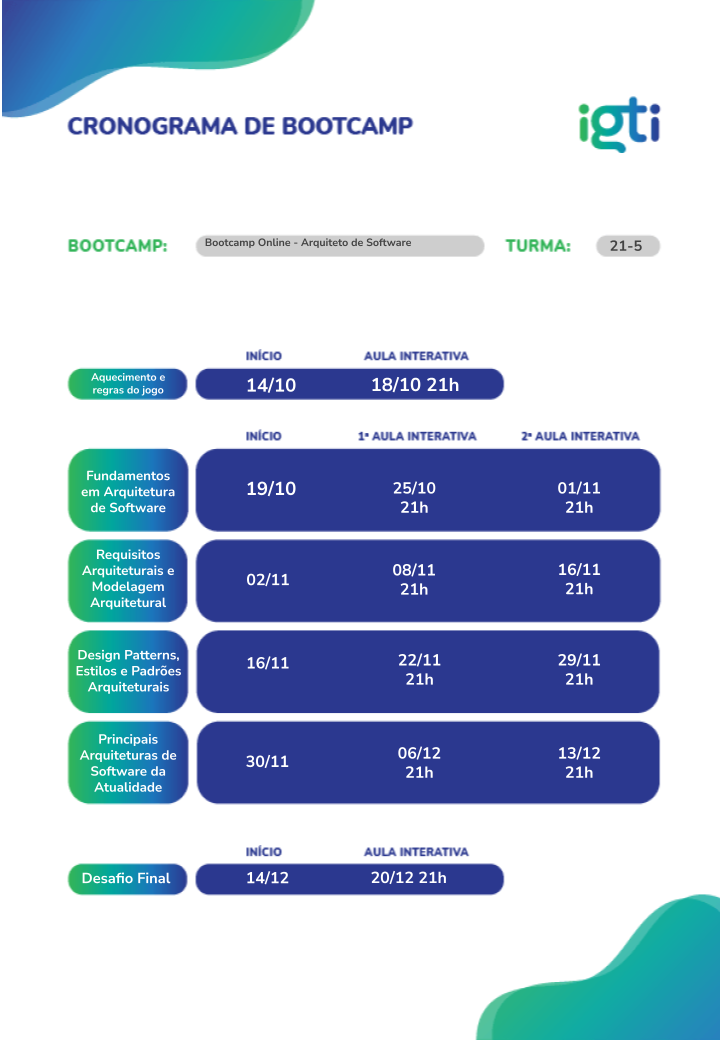 CRONOGRAMA DE BOOTCAMP
igti
BOOTCAMP:
Bootcamp Online - Arquiteto de Software
TURMA:
21-5
INÍCIO
AULA INTERATIVA
Aquecimento e
regras do jogo
14/10
18/10 21h
INÍCIO
1ª AULA INTERATIVA
2ª AULA INTERATIVA
Fundamentos
em Arquitetura
de Software
19/10
25/10
21h
01/11
21h
Requisitos
Arquiteturais e
Modelagem
Arquitetural
02/11
08/11
21h
16/11
21h
Design Patterns,
Estilos e Padrões
Arquiteturais
16/11
22/11
21h
29/11
21h
Principais
Arquiteturas de
Software da
Atualidade
30/11
06/12
21h
13/12
21h
INÍCIO
AULA INTERATIVA
Desafio Final
14/12
20/12 21h